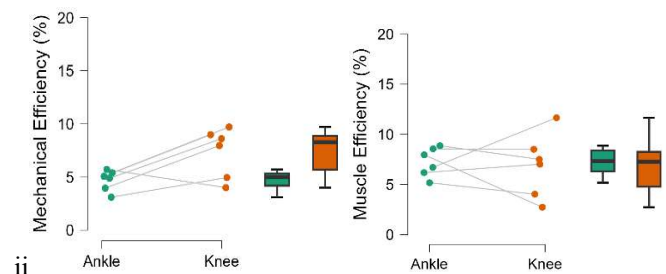 Mechanical Efficiency (%)
20
15
10
5
0
Ankle
Knee
Muscle Efficiency (%)
20
15
10
5
0
Ankle
Knee
ii